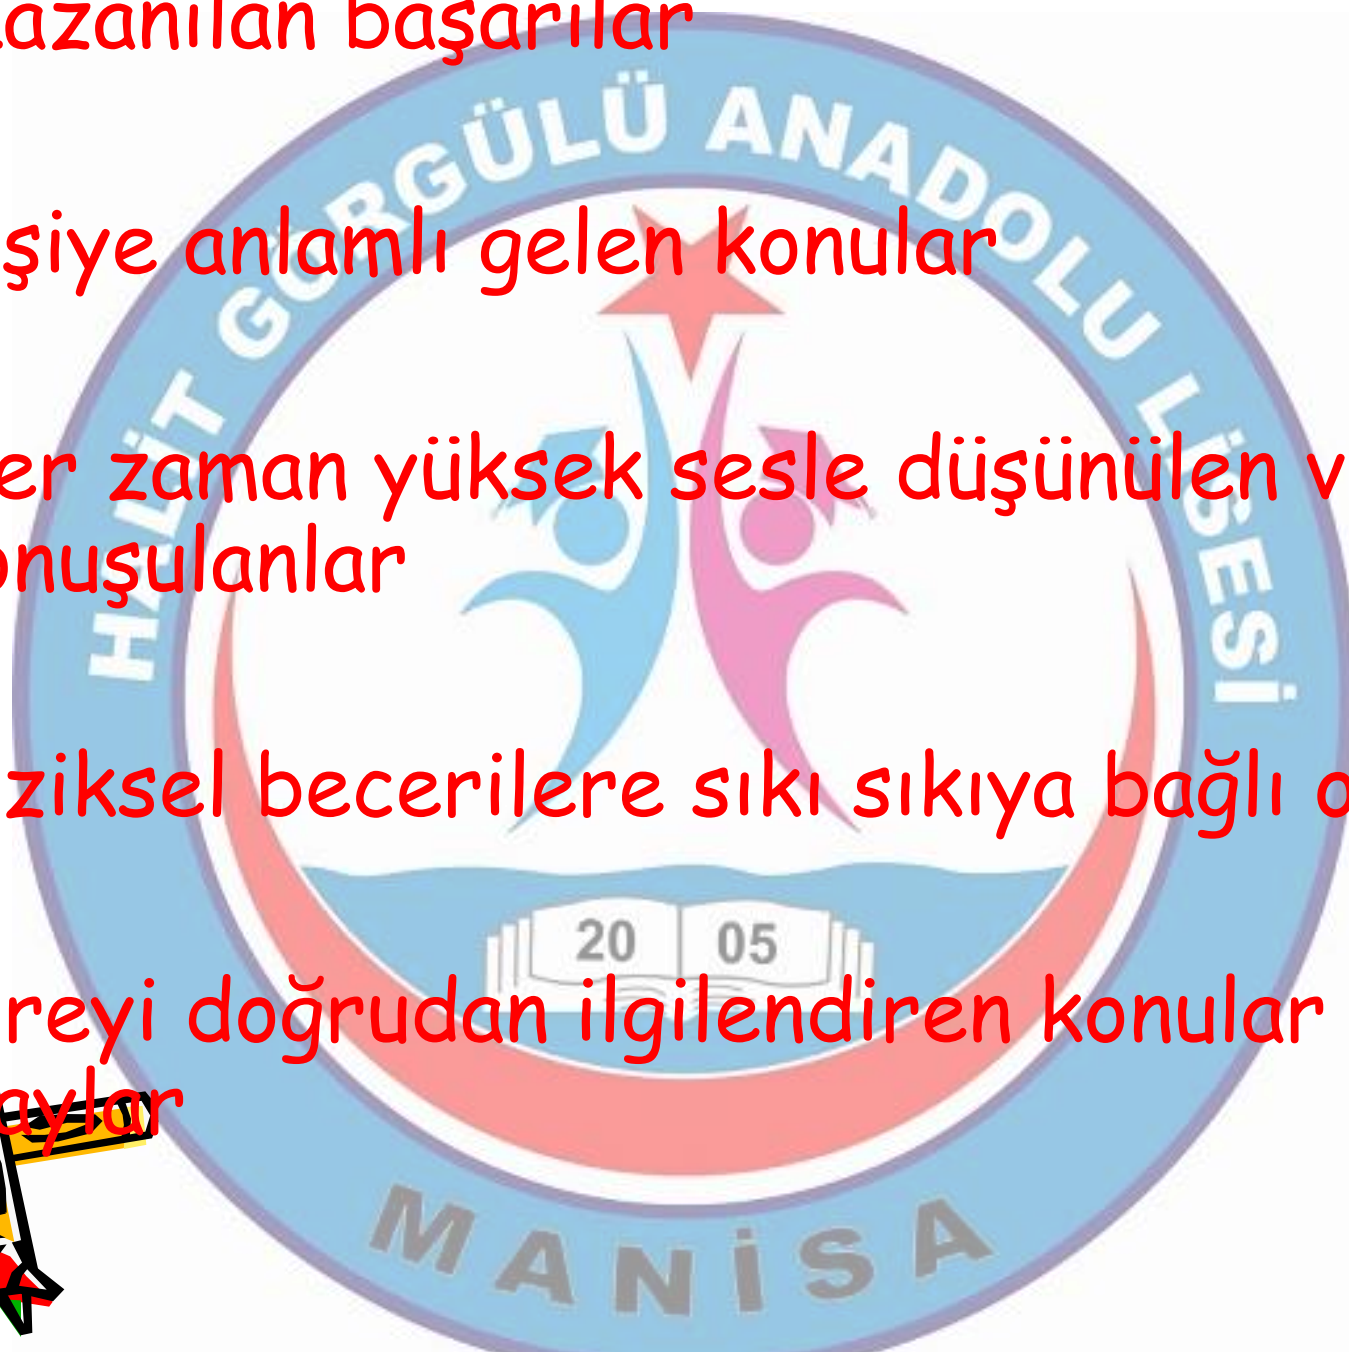 azanılan başarılar
HALİT GÖRGÜLÜ ANADOLU LİSESİ
şiye anlamlı gelen konular
er zaman yüksek sesle düşünülen v
onuşulanlar
ziksel becerilere sıkı sıkıya bağlı o
20 05
reyi doğrudan ilgilendiren konular
aylar
MANİSA